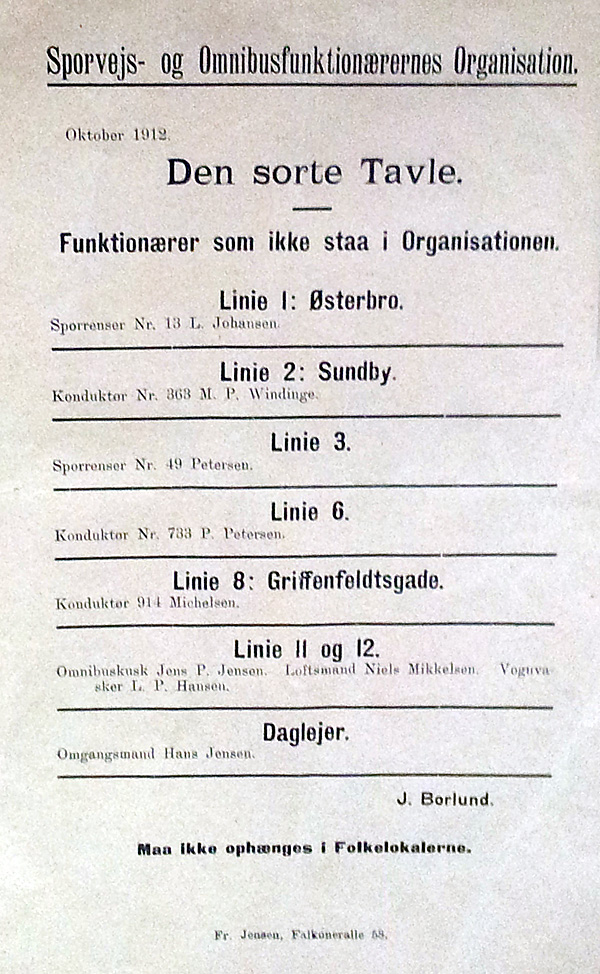 Sporvejs- og Omnibusfunktionærernes Organisation.
Oktober 1912.
Den sorte Tavle.
Funktionærer som ikke staa i Organisationen.
Linie 1: Østerbro.
Sporrenser Nr. 13 L. Johansen.
Linie 2: Sundby.
Konduktør Nr. 363 M. P. Windinge.
Linie 3.
Sporrenser Nr. 49 Petersen.
Linie 6.
Konduktør Nr. 733 P. Petersen.
Linie 8: Griffenfeldtsgade.
Konduktør 914 Michelsen.
Linie 11 og 12.
Omnibuskusk Jens P. Jensen. Loftsmand Niels Mikkelsen. Vognva-
sker L. P. Hansen.
Daglejer.
Omgangsmand Hans Jensen.
J. Borlund.
Maa ikke ophænges i Folkelokalerne.
Fr. Jensen, Falkoneralle 58.